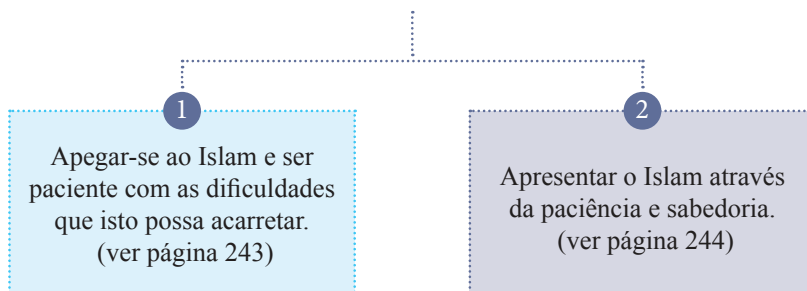 1
Apegar-se ao Islam e ser
paciente com as dificuldades
que isto possa acarretar.
(ver página 243)
2
Apresentar o Islam através
da paciência e sabedoria.
(ver página 244)